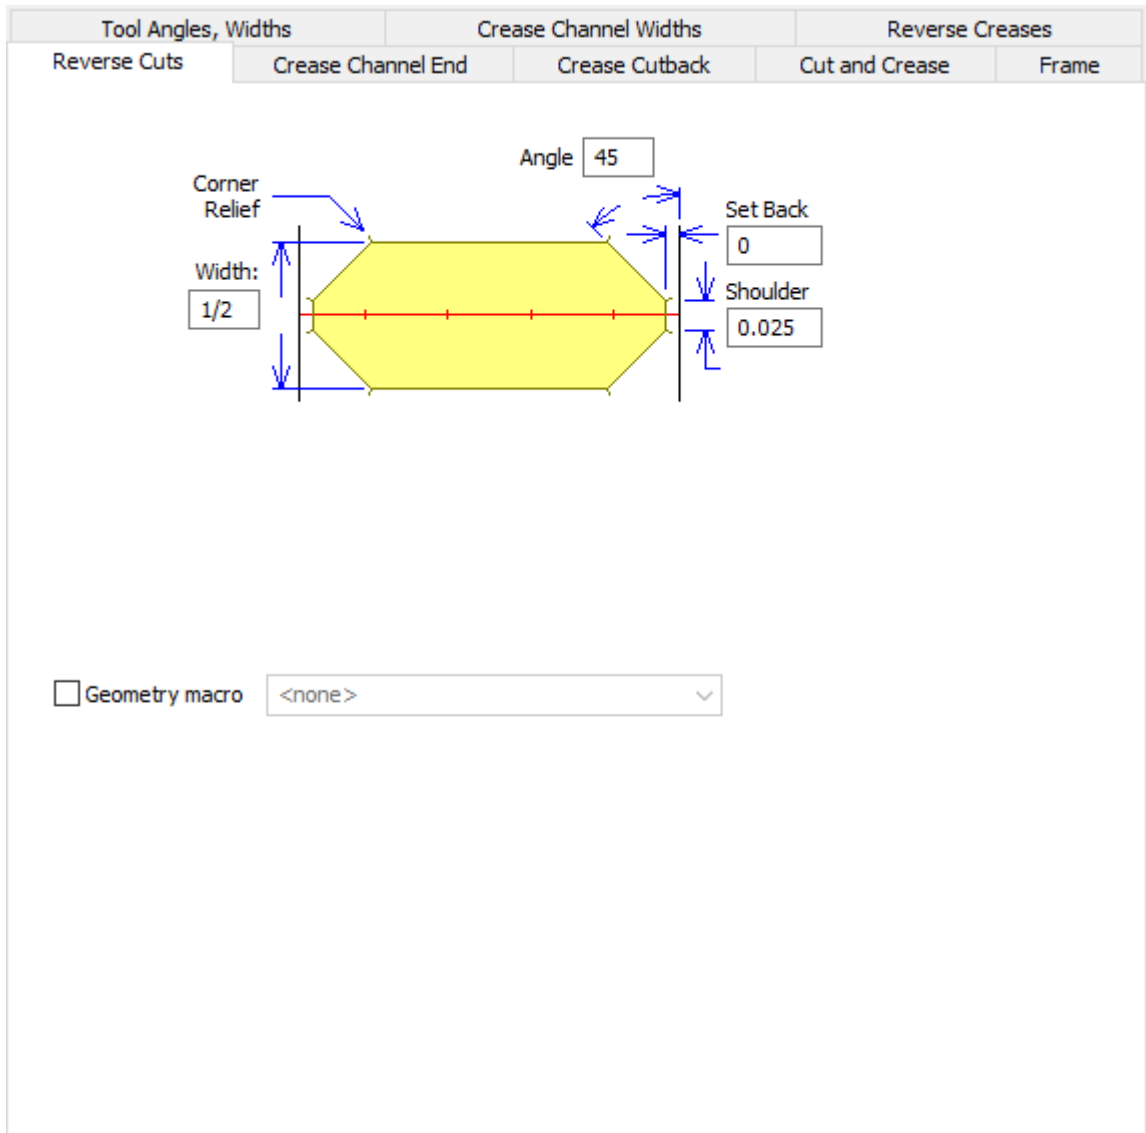 Tool Angles, Widths
Crease Channel Widths
Reverse Creases
Reverse Cuts
Crease Channel End
Crease Cutback
Cut and Crease
Frame
Angle 45
Corner
Relief
Set Back
0
Width:
1/2
Shoulder
0.025
Geometry macro
<none>